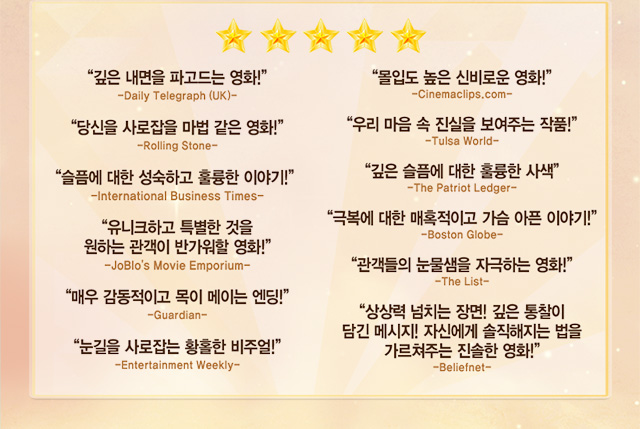 “깊은 내면을 파고드는 영화!”
-Daily Telegraph (UK)-
“당신을 사로잡을 마법 같은 영화!”
-Rolling Stone-
“슬픔에 대한 성숙하고 훌륭한 이야기!”
-International Business Times-
“유니크하고 특별한 것을
원하는 관객이 반가워할 영화!”
-JoBlo's Movie Emporium-
“매우 감동적이고 목이 메이는 엔딩!”
-Guardian-
“눈길을 사로잡는 황홀한 비주얼!”
-Entertainment Weekly-
“몰입도 높은 신비로운 영화!”
-Cinemaclips.com-
“우리 마음 속 진실을 보여주는 작품!”
-Tulsa World-
“깊은 슬픔에 대한 훌륭한 사색”
-The Patriot Ledger-
“극복에 대한 매혹적이고 가슴 아픈 이야기!”
-Boston Globe-
“관객들의 눈물샘을 자극하는 영화!”
-The List-
“상상력 넘치는 장면! 깊은 통찰이
담긴 메시지! 자신에게 솔직해지는 법을
가르쳐주는 진솔한 영화!”
-Beliefnet-